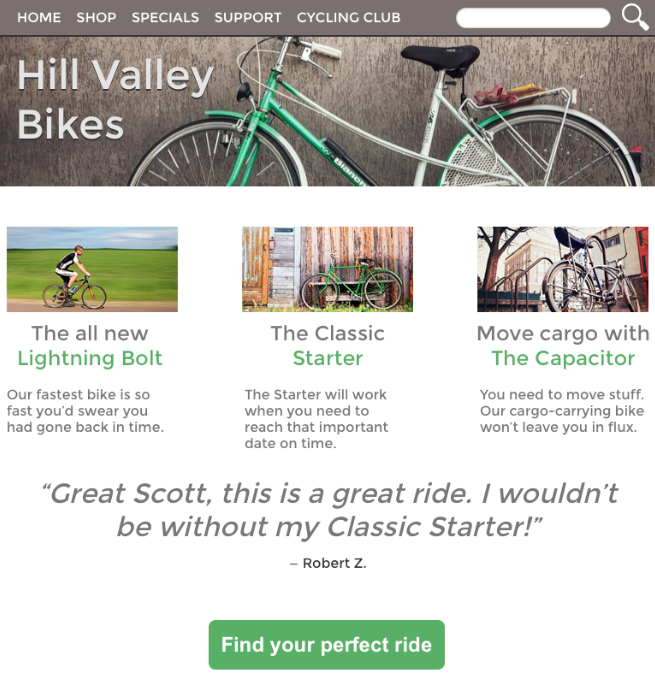 HOME SHOP SPECIALS SUPPORT CYCLING CLUB
Hill Valley
Bikes
Bianchi
The all new
Lightning Bolt
Our fastest bike is so
fast you’d swear you
had gone back in time.
The Classic
Starter
The Starter will work
when you need to
reach that important
date on time.
Move cargo with
The Capacitor
You need to move stuff.
Our cargo-carrying bike
won’t leave you in flux.
“Great Scott, this is a great ride. I wouldn’t
be without my Classic Starter!”
– Robert Z.
Find your perfect ride